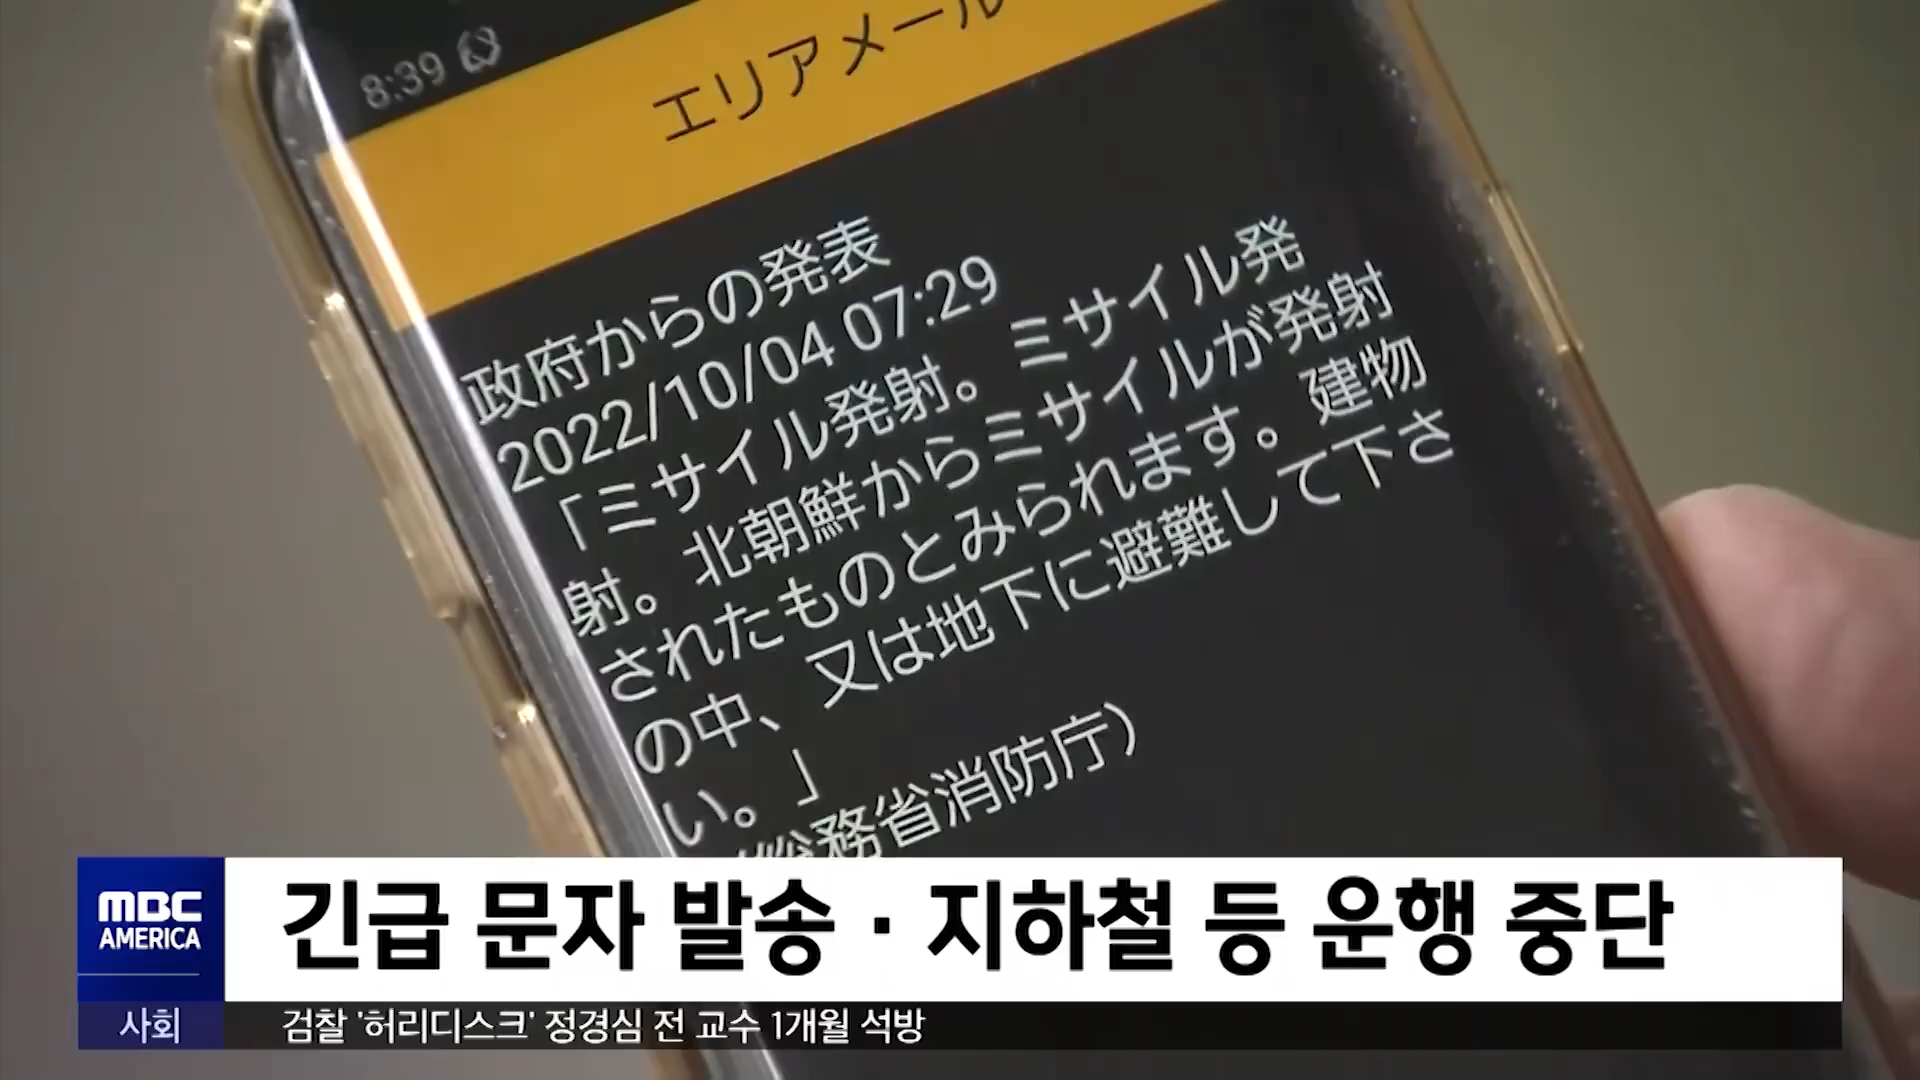 8:39
エリアメール
政府からの発表
2022/10/04 07:29
「ミサイル発射。ミサイル発
射。北朝鮮からミサイルが発射
されたものとみられます。建物
の中、又は地下に避難して下さ
い。」
(総務省消防庁)
MBC
AMERICA
긴급 문자 발송·지하철 등 운행 중단
사회
검찰 '허리디스크' 정경심 전 교수 1개월 석방